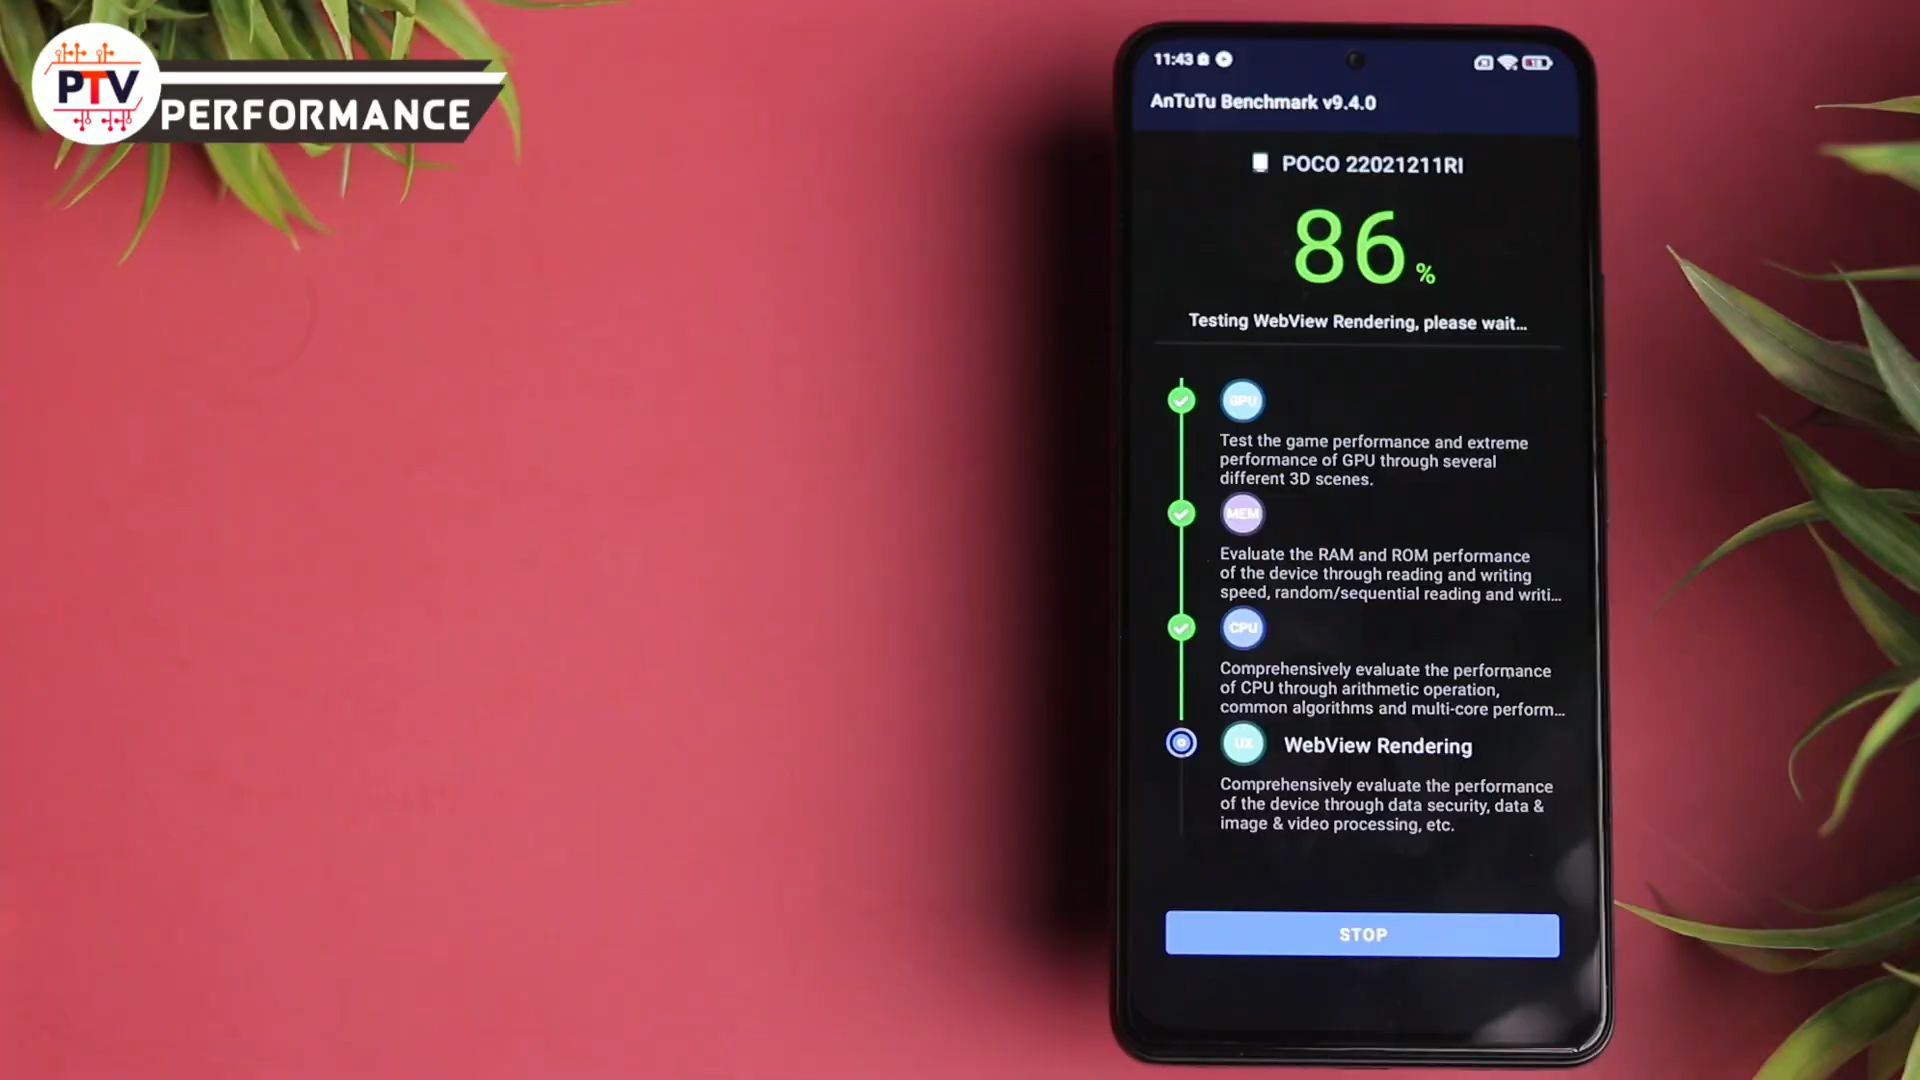 PTV
PERFORMANCE
11:43
AnTuTu Benchmark v9.4.0
POCO 22021211RI
86 %
Testing WebView Rendering, please wait...
GPU
Test the game performance and extreme
performance of GPU through several
different 3D scenes.
MEM
Evaluate the RAM and ROM performance
of the device through reading and writing
speed, random/sequential reading and writi...
CPU
Comprehensively evaluate the performance
of CPU through arithmetic operation,
common algorithms and multi-core perform...
UX WebView Rendering
Comprehensively evaluate the performance
of the device through data security, data &
image & video processing, etc.
STOP